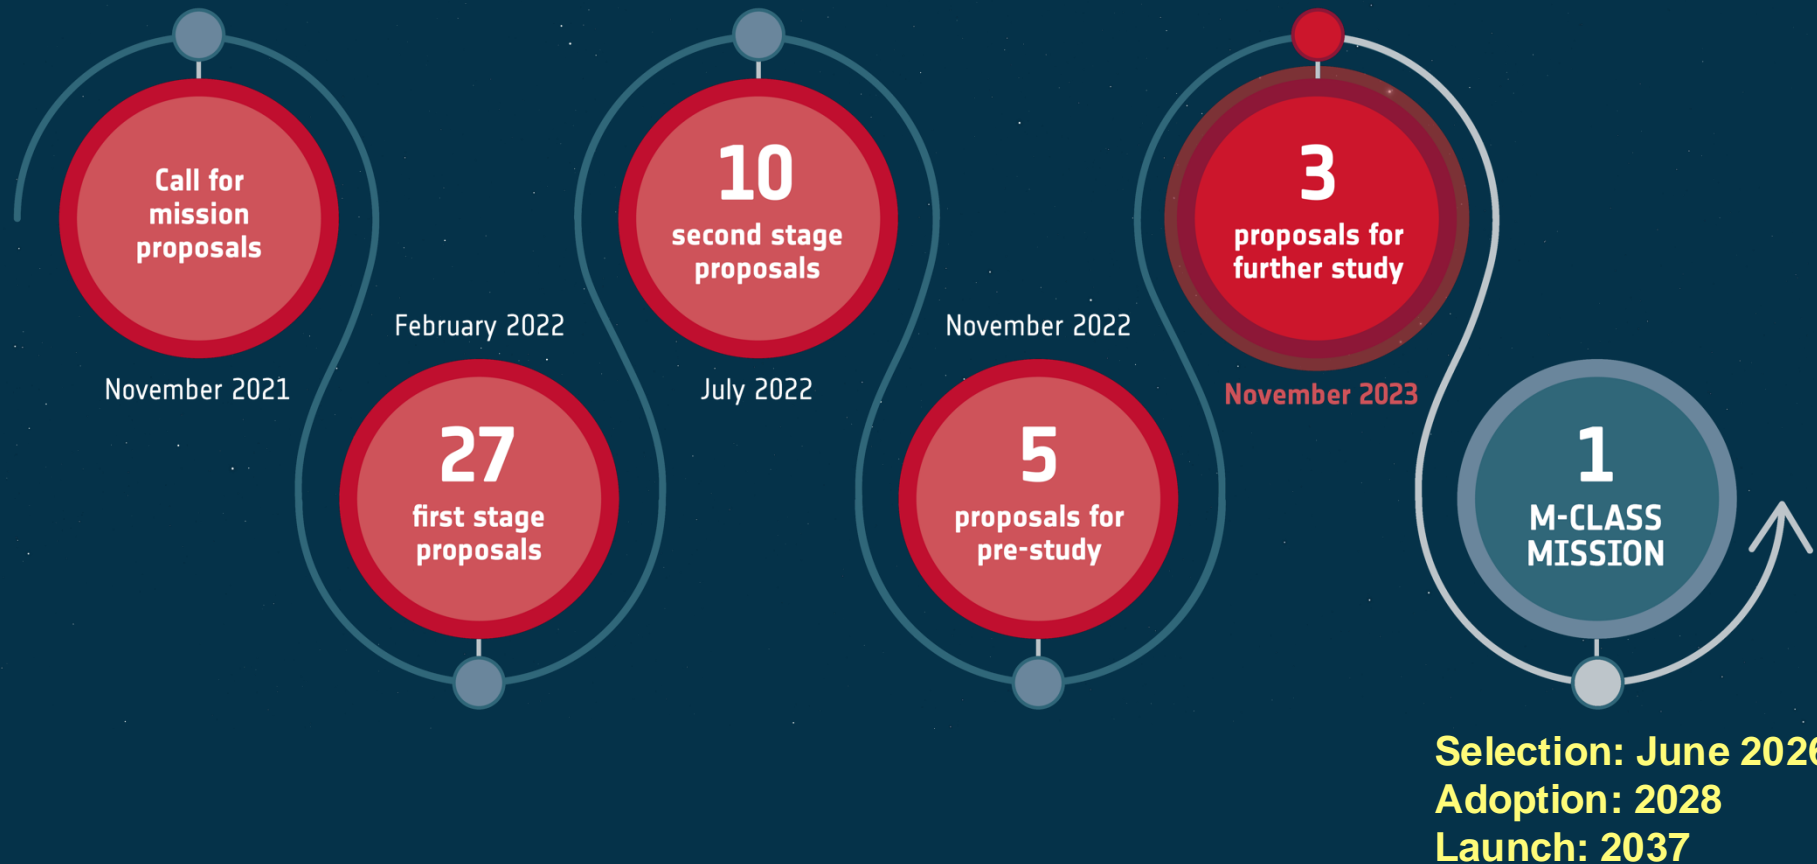 Call for
mission
proposals
November 2021
February 2022
27
first stage
proposals
10
second stage
proposals
July 2022
November 2022
5
proposals for
pre-study
3
proposals for
further study
November 2023
1
M-CLASS
MISSION
Selection: June 2026
Adoption: 2028
Launch: 2037